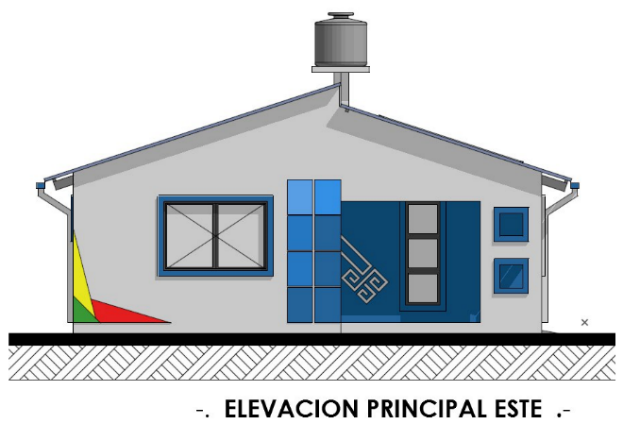 -. ELEVACION PRINCIPAL ESTE .-